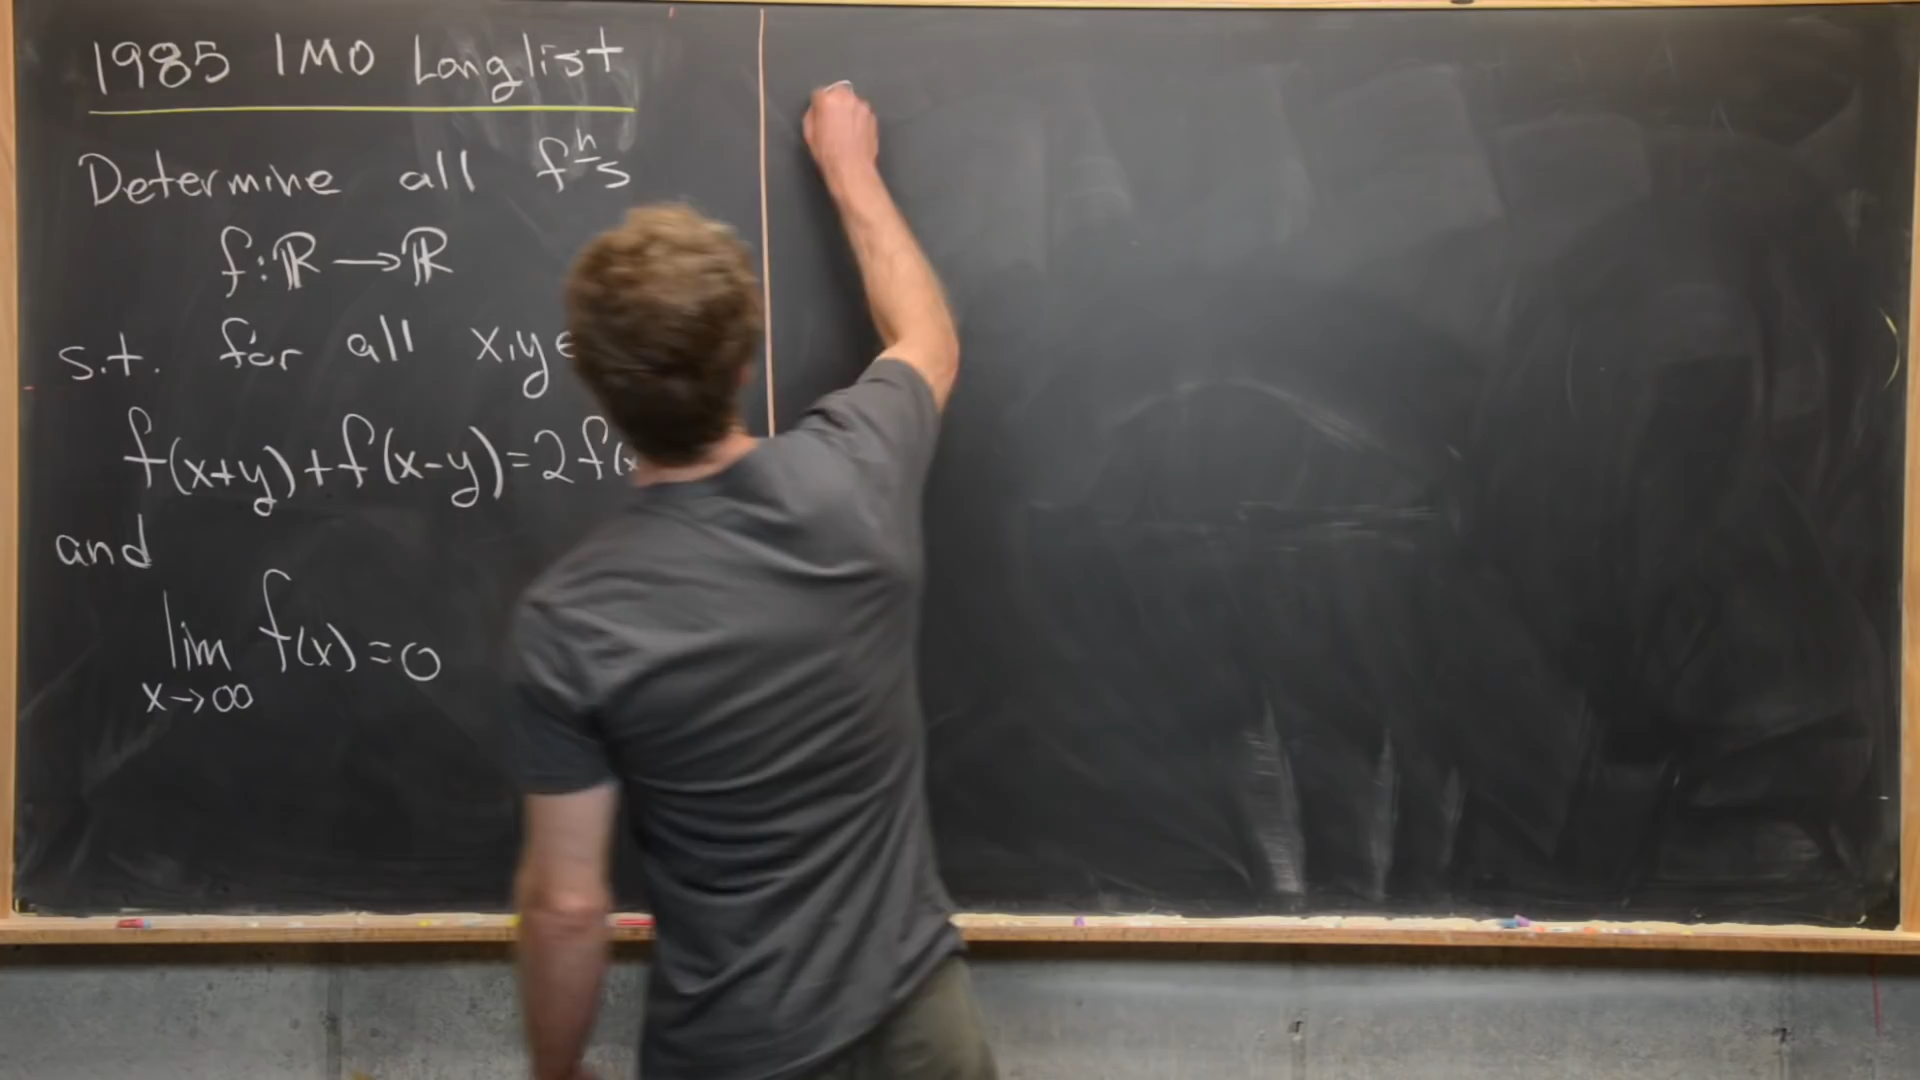 1985 IMO Longlist
Determine all fⁿˢ
f:ℝ→ℝ
s.t. for all x,y∈
f(x+y)+f(x-y)=2f(x
and
lim f(x)=0
x→∞